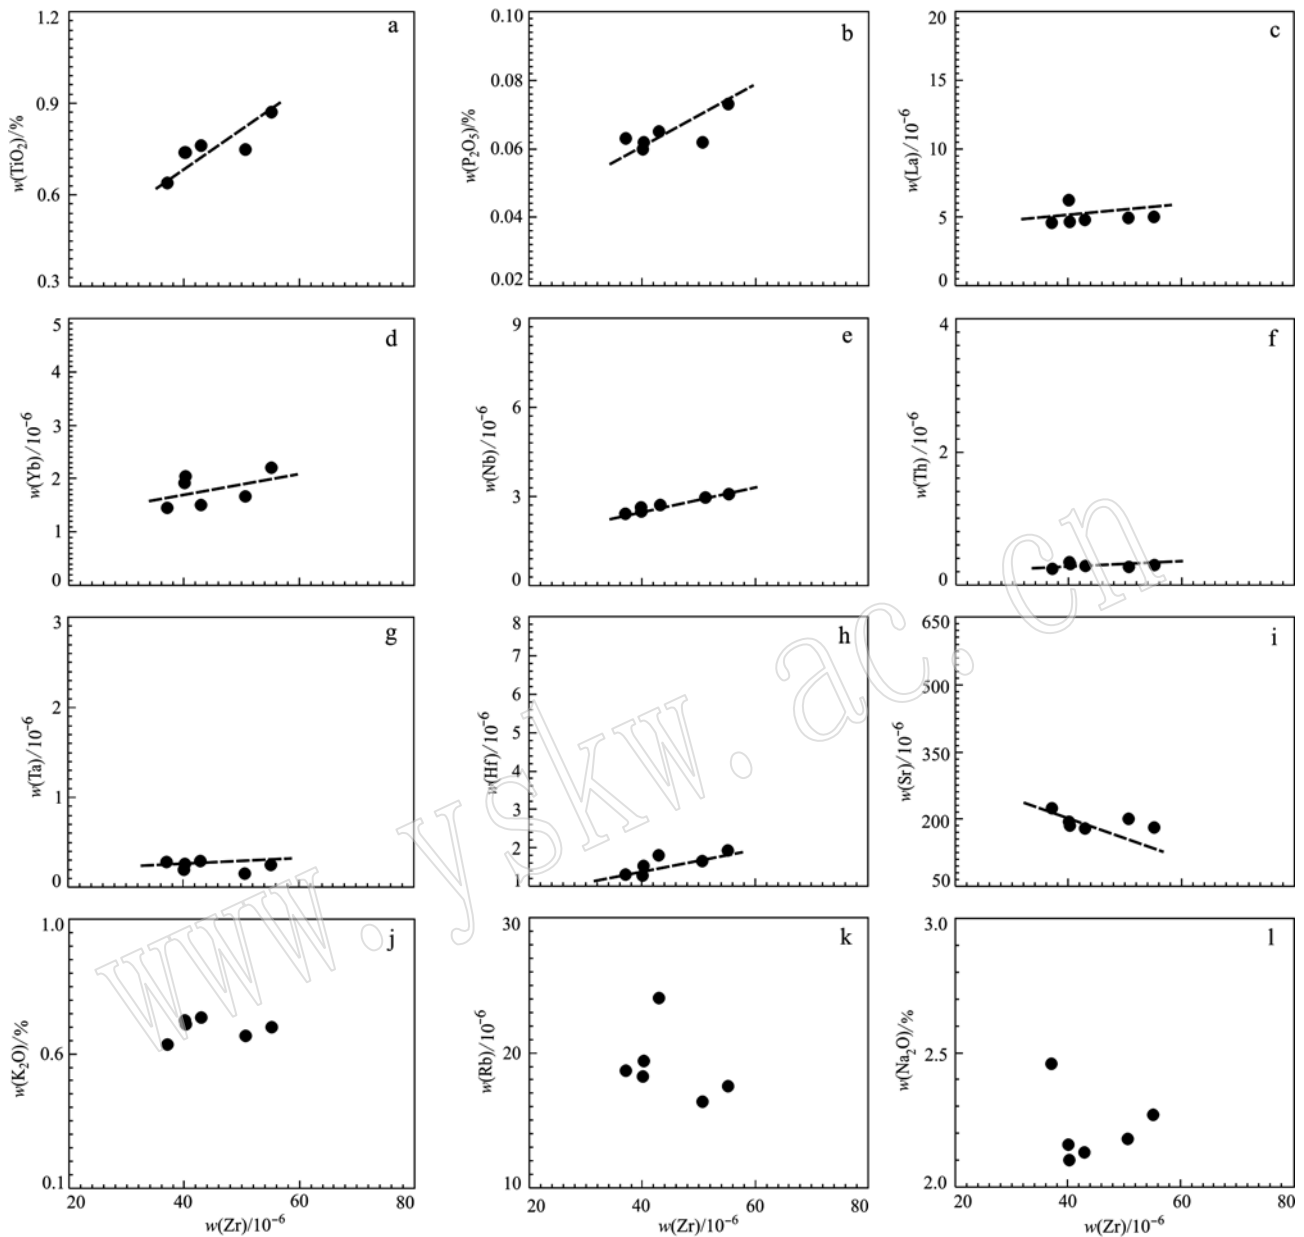 1.2
0.9
0.6
0.3
w(TiO₂)/%
a
0.10
0.08
0.06
0.04
0.02
w(P₂O₅)/%
b
20
15
10
5
0
w(La)/10⁻⁶
c
5
4
3
2
1
0
w(Yb)/10⁻⁶
d
9
6
3
0
w(Nb)/10⁻⁶
e
4
2
0
w(Th)/10⁻⁶
f
3
2
1
0
w(Ta)/10⁻⁶
g
8
7
6
5
4
3
2
1
w(Hf)/10⁻⁶
h
650
500
350
200
50
w(Sr)/10⁻⁶
i
1.0
0.6
0.1
w(K₂O)/%
j
20 40 60 80
w(Zr)/10⁻⁶
30
20
10
w(Rb)/10⁻⁶
k
20 40 60 80
w(Zr)/10⁻⁶
3.0
2.5
2.0
w(Na₂O)/%
l
20 40 60 80
w(Zr)/10⁻⁶
www.yskw.ac.cn